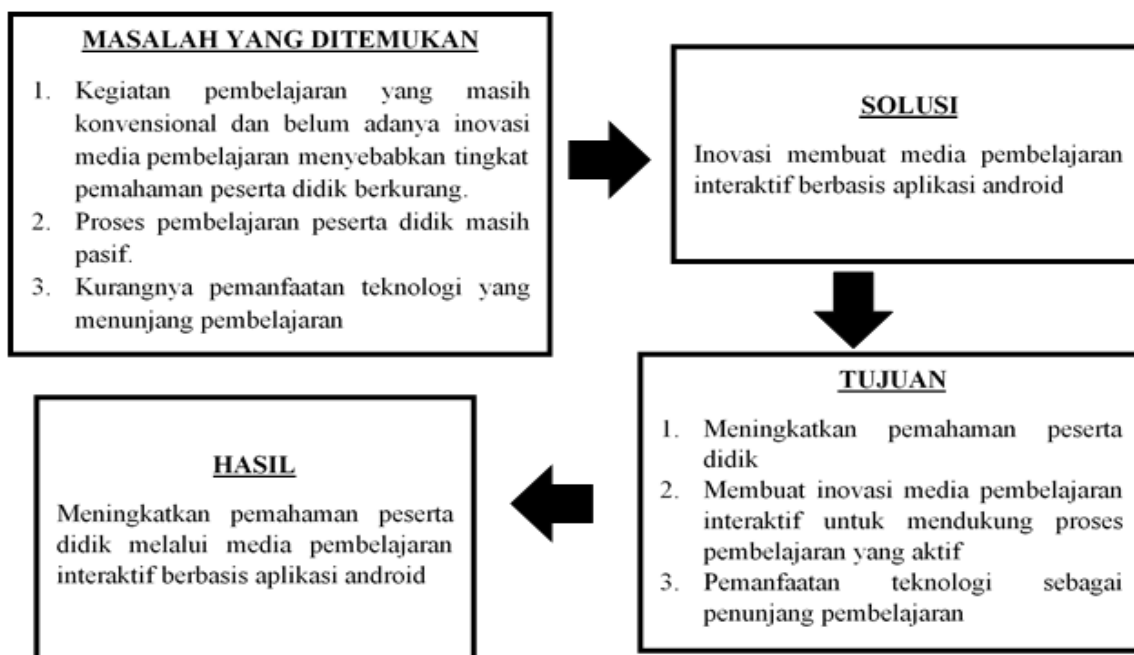 MASALAH YANG DITEMUKAN
1. Kegiatan pembelajaran yang masih
konvensional dan belum adanya inovasi
media pembelajaran menyebabkan tingkat
pemahaman peserta didik berkurang.
2. Proses pembelajaran peserta didik masih
pasif.
3. Kurangnya pemanfaatan teknologi yang
menunjang pembelajaran
SOLUSI
Inovasi membuat media pembelajaran
interaktif berbasis aplikasi android
TUJUAN
1. Meningkatkan pemahaman peserta
didik
2. Membuat inovasi media pembelajaran
interaktif untuk mendukung proses
pembelajaran yang aktif
3. Pemanfaatan teknologi sebagai
penunjang pembelajaran
HASIL
Meningkatkan pemahaman peserta
didik melalui media pembelajaran
interaktif berbasis aplikasi android